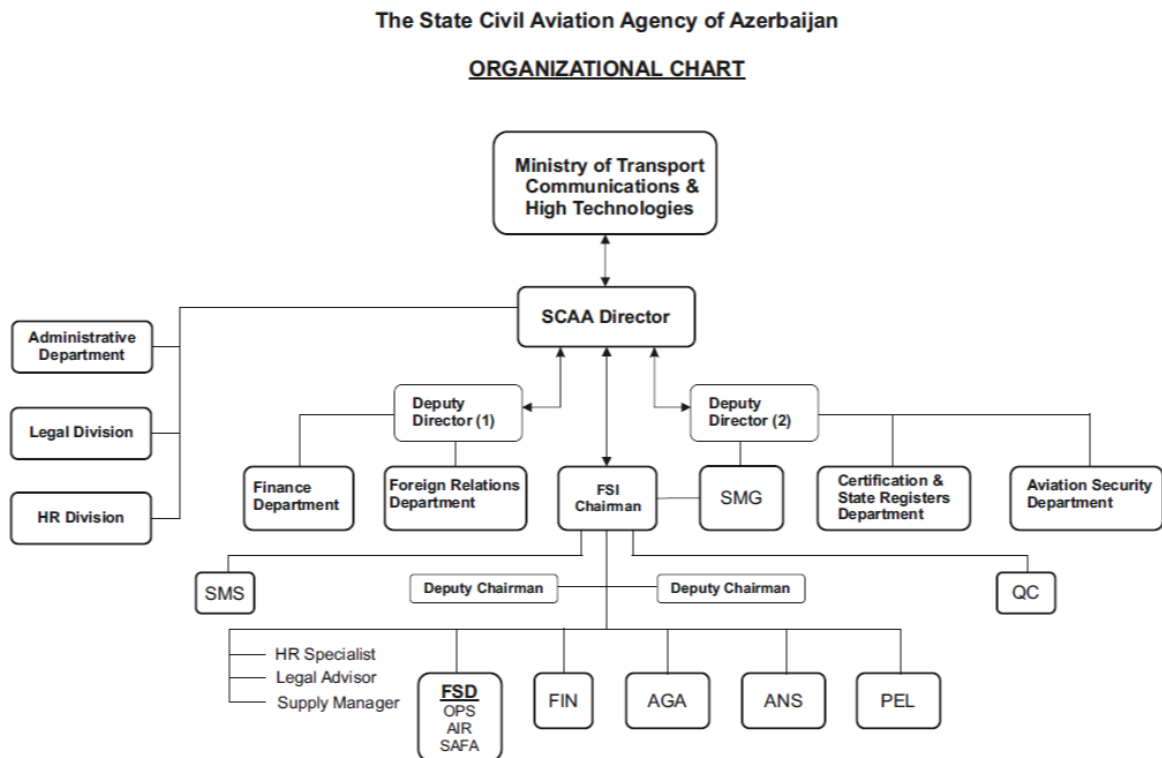 The State Civil Aviation Agency of Azerbaijan
ORGANIZATIONAL CHART
Ministry of Transport
Communications &
High Technologies
SCAA Director
Administrative
Department
Legal Division
HR Division
Deputy
Director (1)
Deputy
Director (2)
Finance
Department
Foreign Relations
Department
FSI
Chairman
SMG
Certification &
State Registers
Department
Aviation Security
Department
SMS
Deputy Chairman
Deputy Chairman
QC
HR Specialist
Legal Advisor
Supply Manager
FSD
OPS
AIR
SAFA
FIN
AGA
ANS
PEL